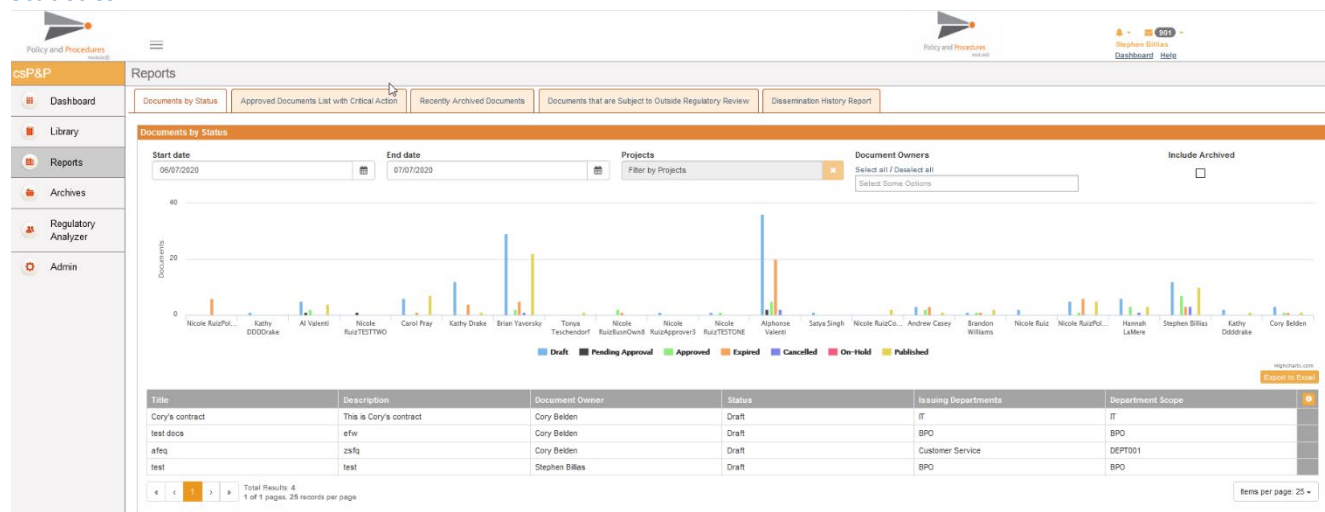 Policy and Procedures
Policy and Procedures
901
Stephen Billias
Dashboard Help
csP&P
Reports
Dashboard
Library
Reports
Archives
Regulatory
Analyzer
Admin
Documents by Status
Approved Documents List with Critical Action
Recently Archived Documents
Documents that are Subject to Outside Regulatory Review
Dissemination History Report
Documents by Status
Start date
End date
Projects
Document Owners
Include Archived
06/07/2020
07/07/2020
Filter by Projects
Select all / Deselect all
Select Some Options
40
20
0
Documents
Nicole RuizPol...
Kathy
DDDDrake
Al Valenti
Nicole
RuizTESTTWO
Carol Pray
Kathy Drake
Brian Yavorsky
Tonya
Teschendorf
Nicole
RuizBusnOwn8
Nicole
RuizApprover3
Nicole
RuizTESTONE
Alphonse
Valenti
Satya Singh
Nicole RuizCo...
Andrew Casey
Brandon
Williams
Nicole Ruiz
Nicole RuizPol...
Hannah
LaMere
Stephen Billias
Kathy
Ddddrake
Cory Belden
Draft Pending Approval Approved Expired Cancelled On-Hold Published
Highcharts.com
Export to Excel
Title Description Document Owner Status Issuing Departments Department Scope
Cory's contract This is Cory's contract Cory Belden Draft IT IT
test docs efw Cory Belden Draft BPO BPO
afeq zsfq Cory Belden Draft Customer Service DEPT001
test test Stephen Billias Draft BPO BPO
« ‹ 1 › »
Total Results: 4
1 of 1 pages, 25 records per page
Items per page: 25